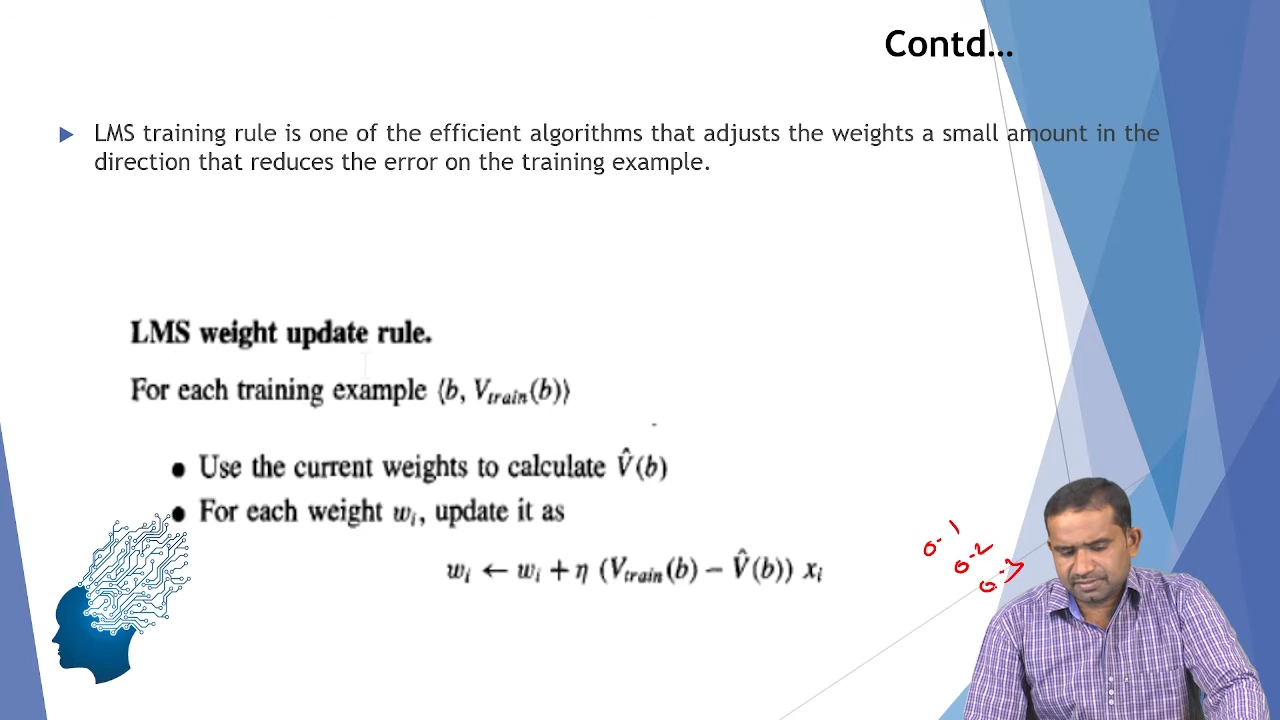 Contd...
LMS training rule is one of the efficient algorithms that adjusts the weights a small amount in the
direction that reduces the error on the training example.
LMS weight update rule.
For each training example ⟨b, V_train(b)⟩
● Use the current weights to calculate V̂(b)
● For each weight w_i, update it as
w_i ← w_i + η (V_train(b) − V̂(b)) x_i
0.1
0.2
0.3